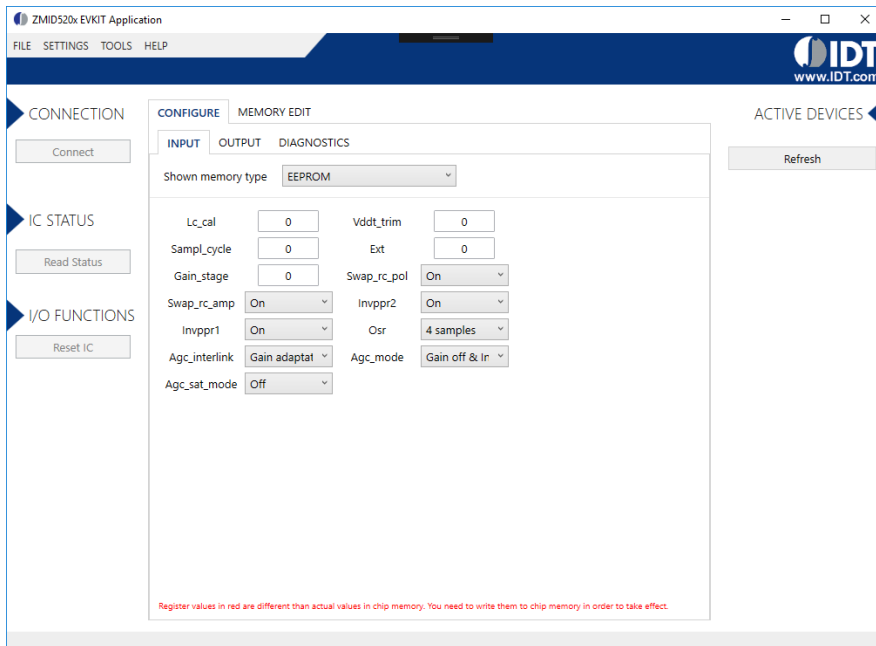 ZMID520x EVKIT Application
FILE SETTINGS TOOLS HELP
IDT
www.IDT.com
CONNECTION
Connect
IC STATUS
Read Status
I/O FUNCTIONS
Reset IC
CONFIGURE MEMORY EDIT
INPUT OUTPUT DIAGNOSTICS
Shown memory type EEPROM
Lc_cal 0 Vddt_trim 0
Sampl_cycle 0 Ext 0
Gain_stage 0 Swap_rc_pol On
Swap_rc_amp On Invppr2 On
Invppr1 On Osr 4 samples
Agc_interlink Gain adaptat Agc_mode Gain off & Ir
Agc_sat_mode Off
Register values in red are different than actual values in chip memory. You need to write them to chip memory in order to take effect.
ACTIVE DEVICES
Refresh